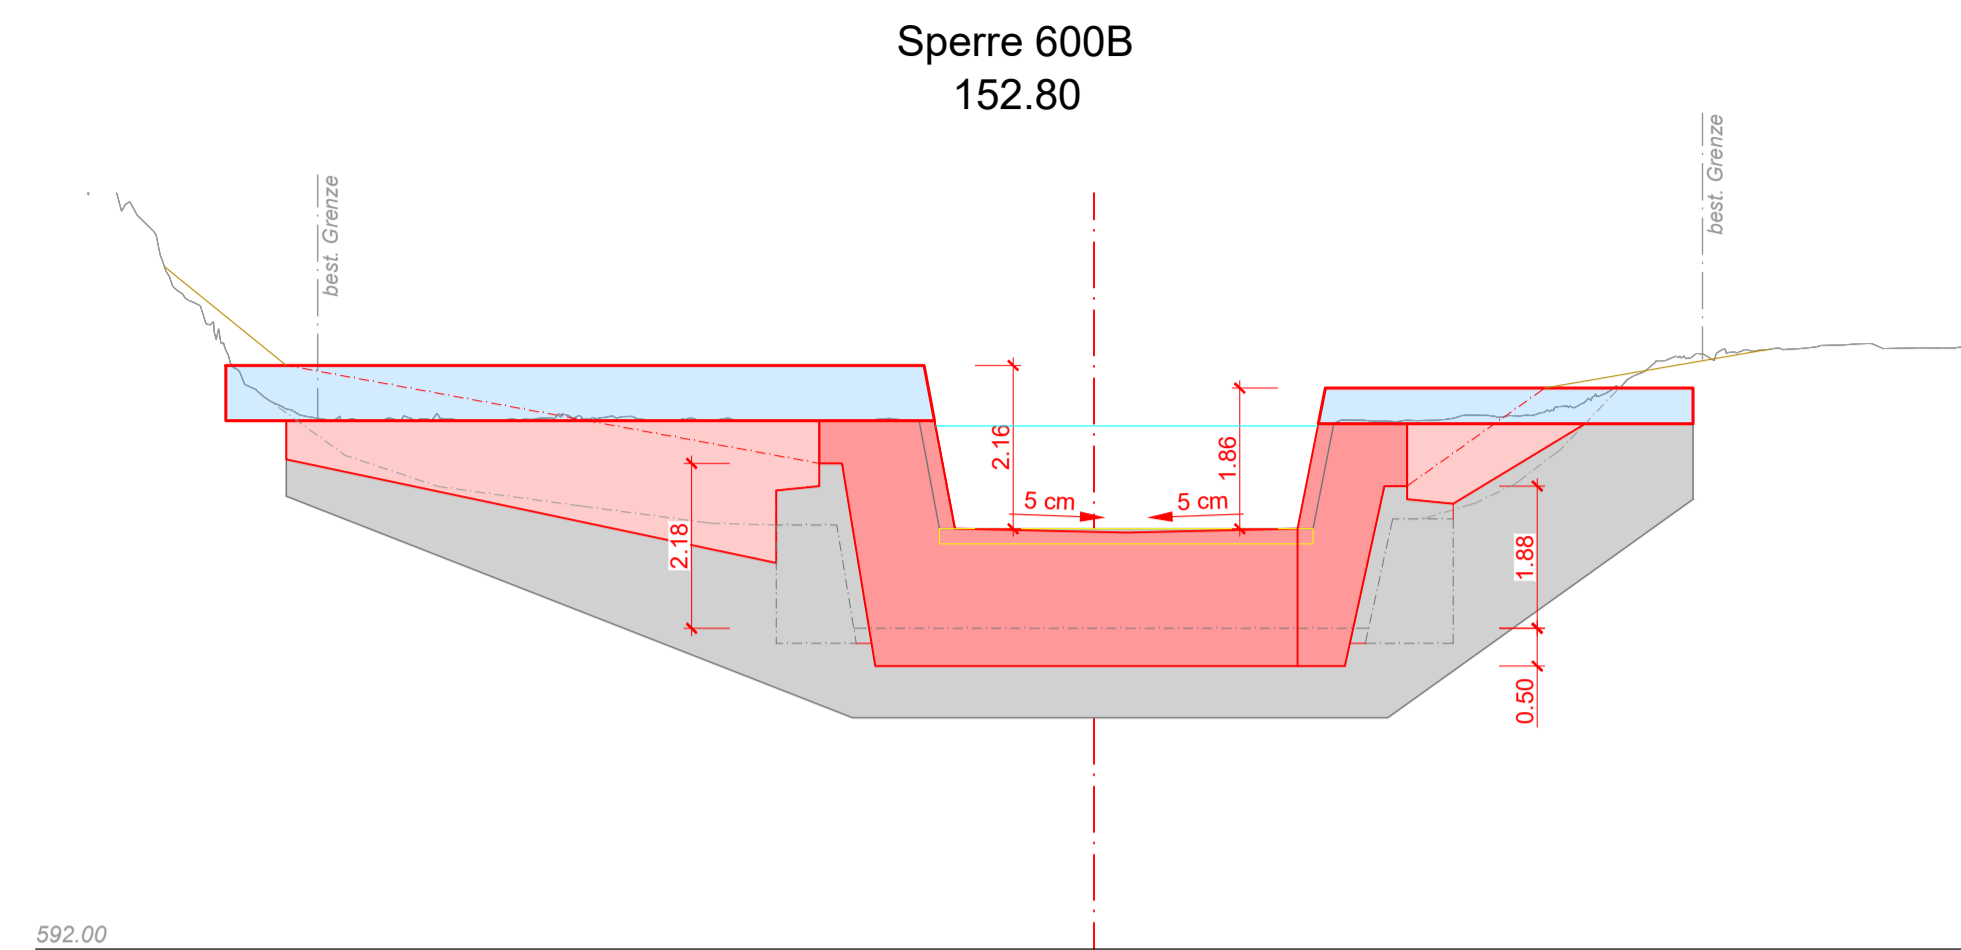 Sperre 600B
152.80
best. Grenze
best. Grenze
2.16
1.86
5 cm
5 cm
2.18
1.88
0.50
592.00